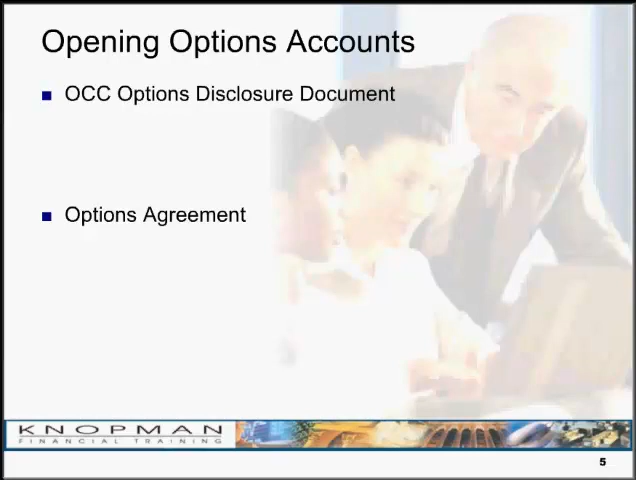 Opening Options Accounts
OCC Options Disclosure Document
Options Agreement
KNOPMAN
FINANCIAL TRAINING
5